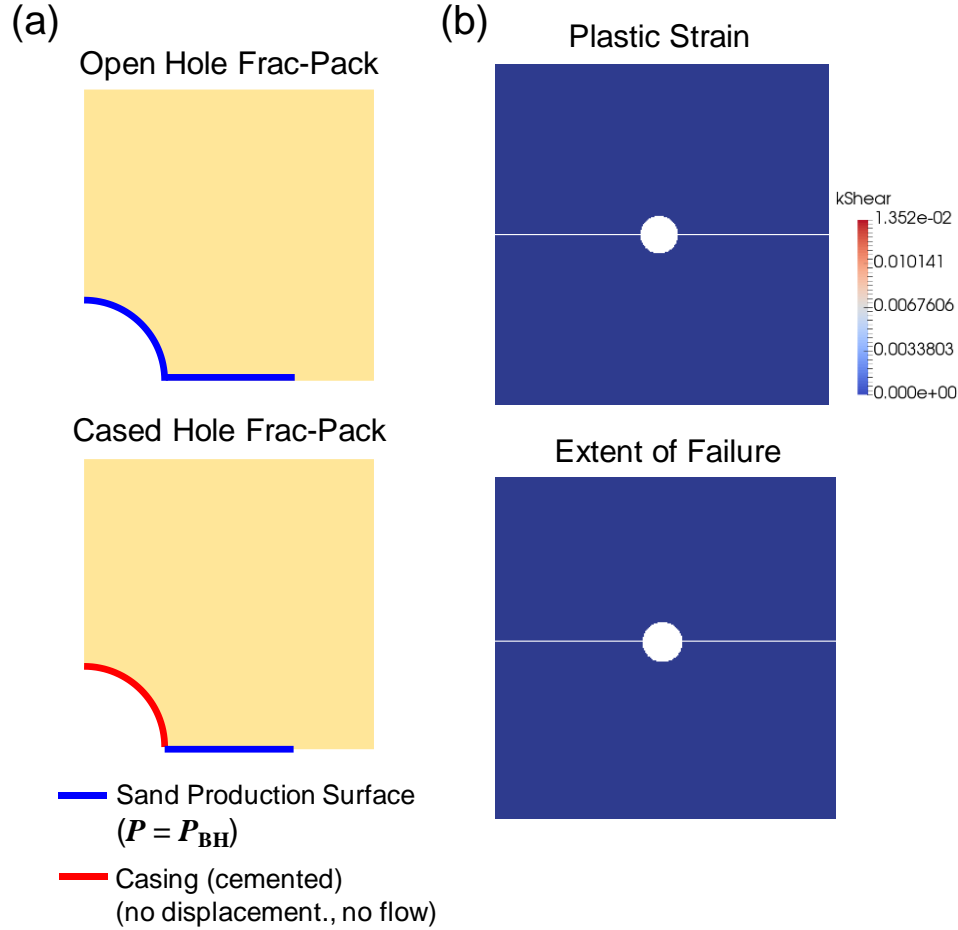 (a)
Open Hole Frac-Pack
Cased Hole Frac-Pack
Sand Production Surface
(P = P_BH)
Casing (cemented)
(no displacement., no flow)
(b)
Plastic Strain
kShear
1.352e-02
0.010141
0.0067606
0.0033803
0.000e+00
Extent of Failure